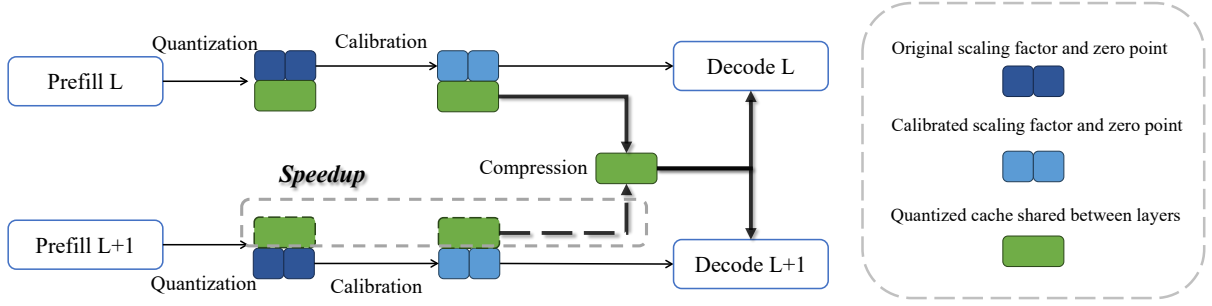 Quantization
Calibration
Prefill L
Decode L
Compression
Speedup
Prefill L+1
Decode L+1
Quantization
Calibration
Original scaling factor and zero point
Calibrated scaling factor and zero point
Quantized cache shared between layers